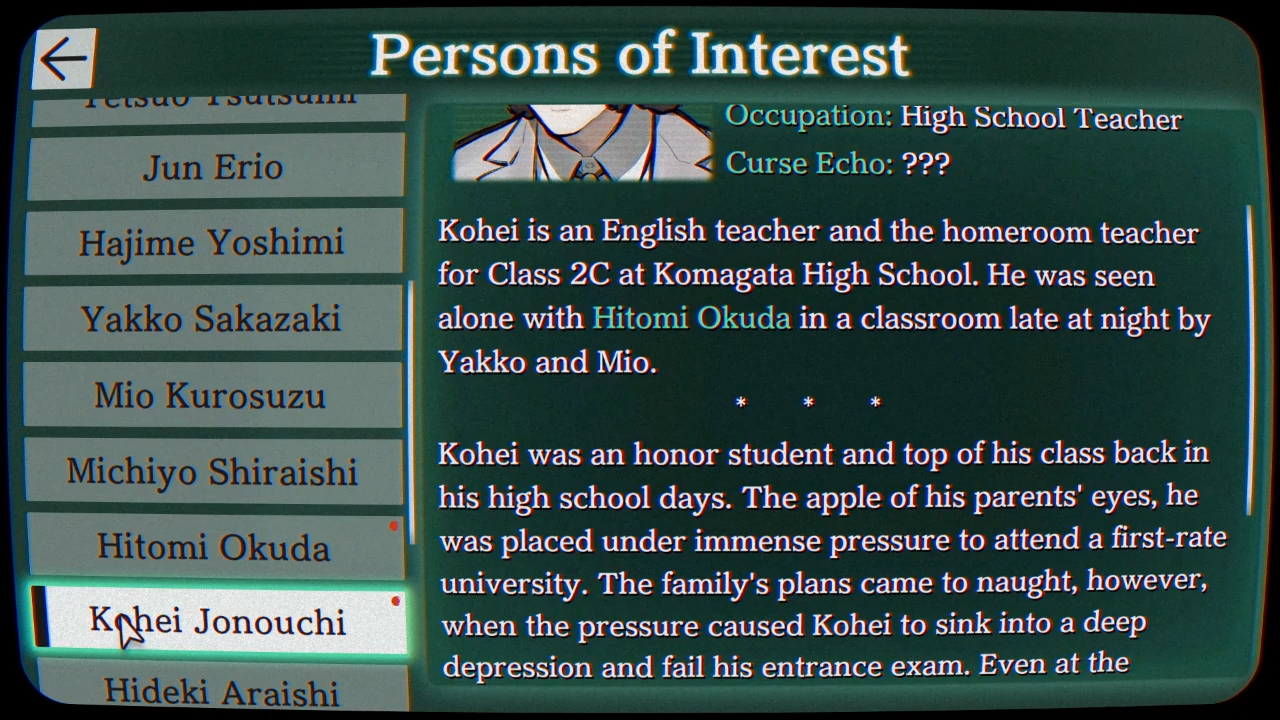 Persons of Interest
Tetsuo Tsutsumi
Jun Erio
Hajime Yoshimi
Yakko Sakazaki
Mio Kurosuzu
Michiyo Shiraishi
Hitomi Okuda
Kohei Jonouchi
Hideki Araishi
Occupation: High School Teacher
Curse Echo: ???
Kohei is an English teacher and the homeroom teacher
for Class 2C at Komagata High School. He was seen
alone with Hitomi Okuda in a classroom late at night by
Yakko and Mio.
* * *
Kohei was an honor student and top of his class back in
his high school days. The apple of his parents' eyes, he
was placed under immense pressure to attend a first-rate
university. The family's plans came to naught, however,
when the pressure caused Kohei to sink into a deep
depression and fail his entrance exam. Even at the